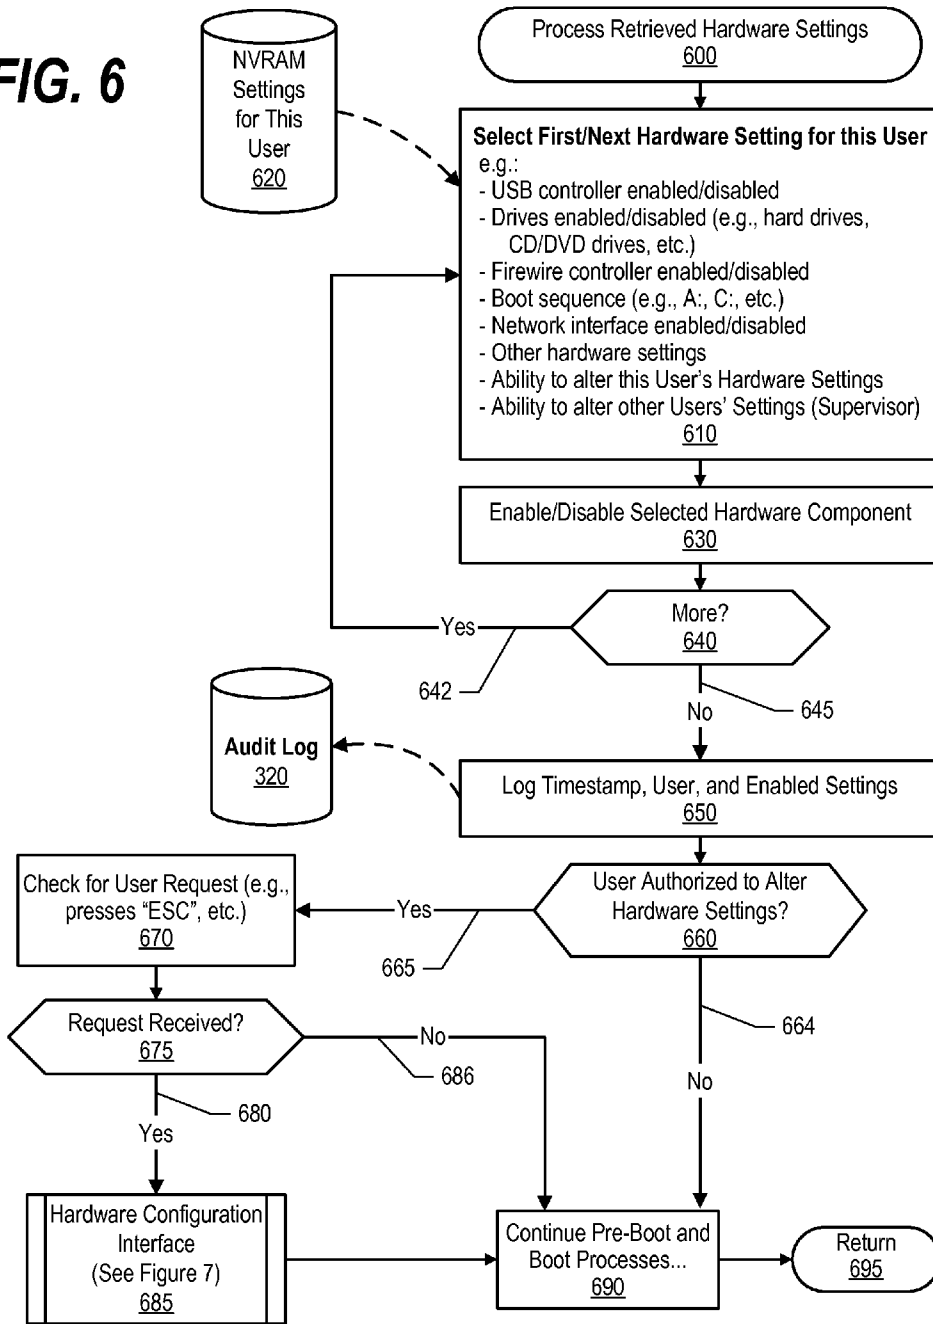 FIG. 6
NVRAM
Settings
for This
User
620
Process Retrieved Hardware Settings
600
Select First/Next Hardware Setting for this User
e.g.:
- USB controller enabled/disabled
- Drives enabled/disabled (e.g., hard drives,
CD/DVD drives, etc.)
- Firewire controller enabled/disabled
- Boot sequence (e.g., A:, C:, etc.)
- Network interface enabled/disabled
- Other hardware settings
- Ability to alter this User's Hardware Settings
- Ability to alter other Users' Settings (Supervisor)
610
Enable/Disable Selected Hardware Component
630
More?
640
Yes
642
645
No
Audit Log
320
Log Timestamp, User, and Enabled Settings
650
User Authorized to Alter
Hardware Settings?
660
Yes
665
664
No
Check for User Request (e.g.,
presses "ESC", etc.)
670
Request Received?
675
No
686
680
Yes
Hardware Configuration
Interface
(See Figure 7)
685
Continue Pre-Boot and
Boot Processes...
690
Return
695